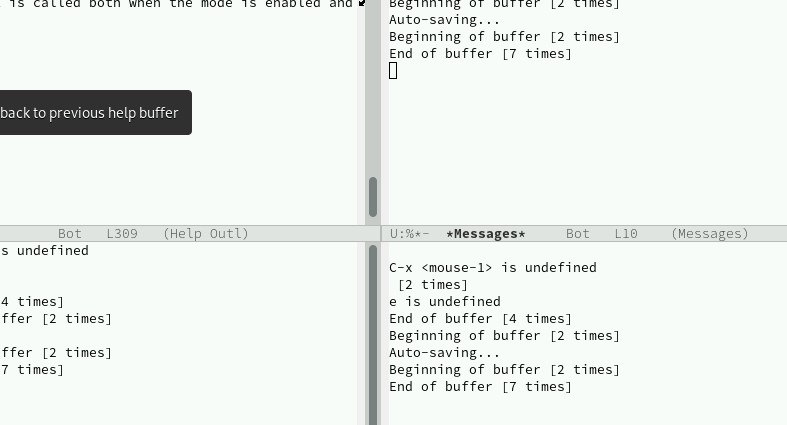 is called both when the mode is enabled and
back to previous help buffer
Bot L309 (Help Outl)
Beginning of buffer [2 times]
Auto-saving...
Beginning of buffer [2 times]
End of buffer [7 times]
U:%*- *Messages* Bot L10 (Messages)
s undefined
4 times]
ffer [2 times]
ffer [2 times]
7 times]
C-x <mouse-1> is undefined
[2 times]
e is undefined
End of buffer [4 times]
Beginning of buffer [2 times]
Auto-saving...
Beginning of buffer [2 times]
End of buffer [7 times]